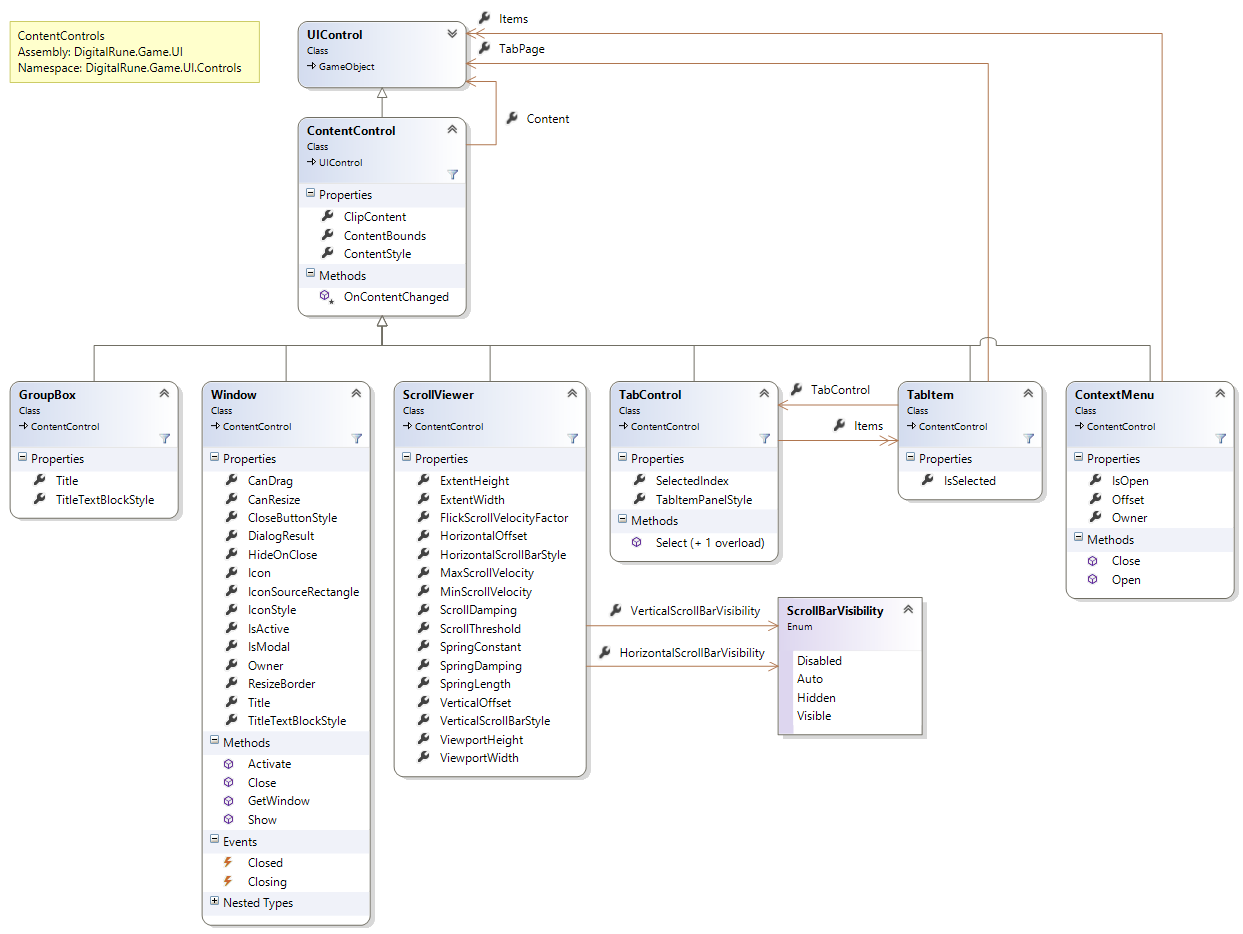 ContentControls
Assembly: DigitalRune.Game.UI
Namespace: DigitalRune.Game.UI.Controls
UIControl
Class
GameObject
Items
TabPage
Content
ContentControl
Class
UIControl
Properties
ClipContent
ContentBounds
ContentStyle
Methods
OnContentChanged
GroupBox
Class
ContentControl
Properties
Title
TitleTextBlockStyle
Window
Class
ContentControl
Properties
CanDrag
CanResize
CloseButtonStyle
DialogResult
HideOnClose
Icon
IconSourceRectangle
IconStyle
IsActive
IsModal
Owner
ResizeBorder
Title
TitleTextBlockStyle
Methods
Activate
Close
GetWindow
Show
Events
Closed
Closing
Nested Types
ScrollViewer
Class
ContentControl
Properties
ExtentHeight
ExtentWidth
FlickScrollVelocityFactor
HorizontalOffset
HorizontalScrollBarStyle
MaxScrollVelocity
MinScrollVelocity
ScrollDamping
ScrollThreshold
SpringConstant
SpringDamping
SpringLength
VerticalOffset
VerticalScrollBarStyle
ViewportHeight
ViewportWidth
VerticalScrollBarVisibility
HorizontalScrollBarVisibility
TabControl
Class
ContentControl
Properties
SelectedIndex
TabItemPanelStyle
Methods
Select (+ 1 overload)
TabControl
Items
ScrollBarVisibility
Enum
Disabled
Auto
Hidden
Visible
TabItem
Class
ContentControl
Properties
IsSelected
ContextMenu
Class
ContentControl
Properties
IsOpen
Offset
Owner
Methods
Close
Open